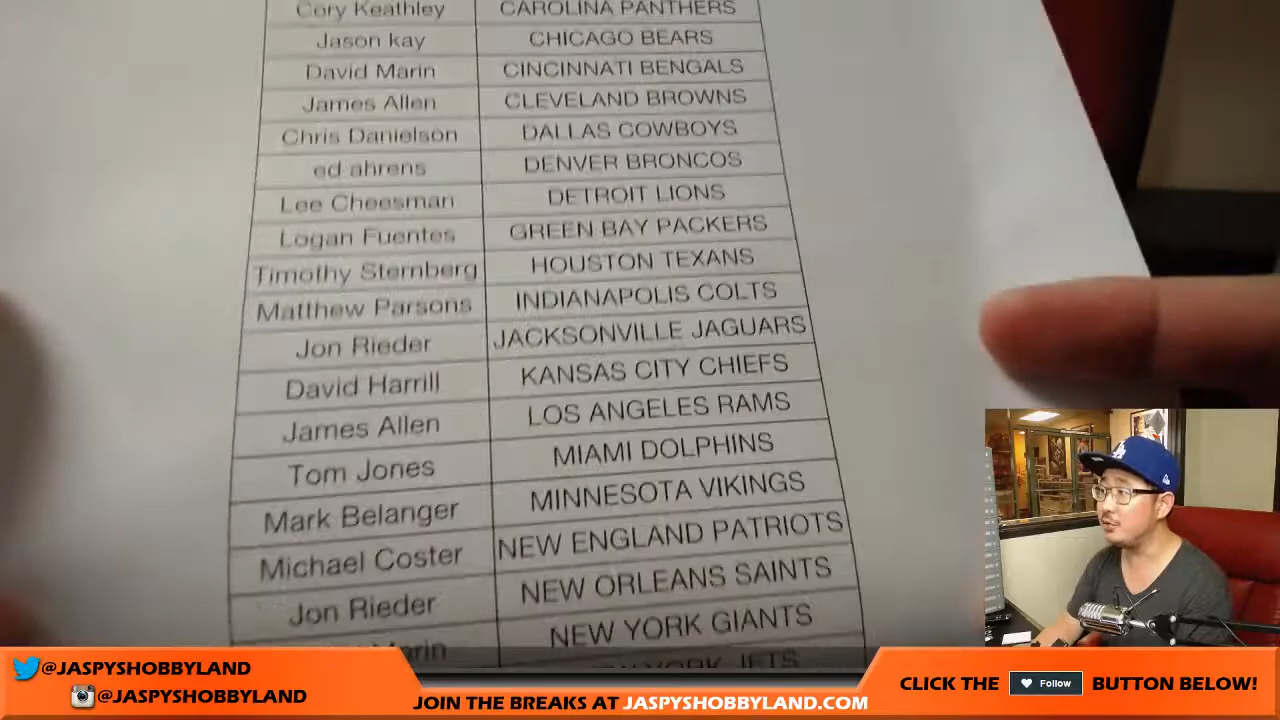 Cory Keathley CAROLINA PANTHERS
Jason kay CHICAGO BEARS
David Marin CINCINNATI BENGALS
James Allen CLEVELAND BROWNS
Chris Danielson DALLAS COWBOYS
ed ahrens DENVER BRONCOS
Lee Cheesman DETROIT LIONS
Logan Fuentes GREEN BAY PACKERS
Timothy Sternberg HOUSTON TEXANS
Matthew Parsons INDIANAPOLIS COLTS
Jon Rieder JACKSONVILLE JAGUARS
David Harrill KANSAS CITY CHIEFS
James Allen LOS ANGELES RAMS
Tom Jones MIAMI DOLPHINS
Mark Belanger MINNESOTA VIKINGS
Michael Coster NEW ENGLAND PATRIOTS
Jon Rieder NEW ORLEANS SAINTS
Marin NEW YORK GIANTS
YORK JETS
@JASPYSHOBBYLAND
@JASPYSHOBBYLAND
JOIN THE BREAKS AT JASPYSHOBBYLAND.COM
CLICK THE Follow BUTTON BELOW!
LA